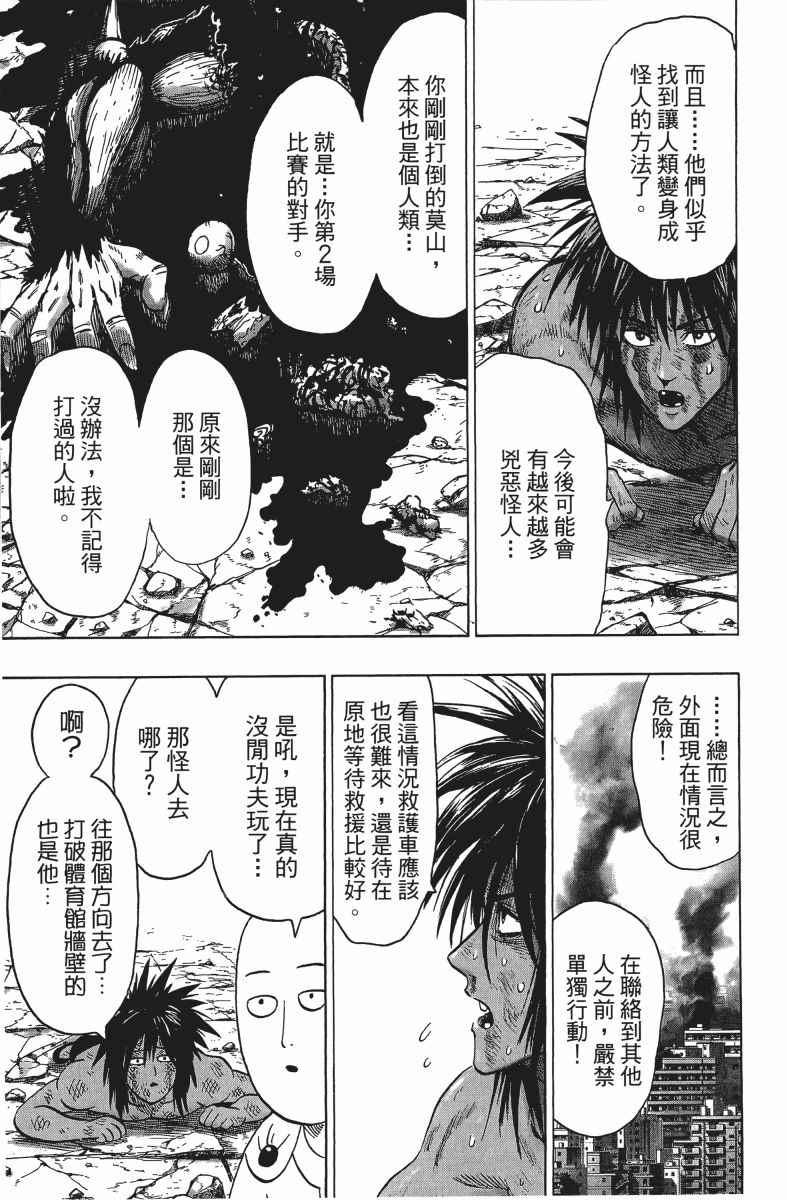 而且……他們似乎
找到讓人類變身成
怪人的方法了。
今後可能會
有越來越多
兇惡怪人…
你剛剛打倒的莫山，
本來也是個人類…
就是…你第2場
比賽的對手。
原來剛剛
那個是…
沒辦法，我不記得
打過的人啦。
……總而言之，
外面現在情況很
危險！
在聯絡到其他
人之前，嚴禁
單獨行動！
看這情況救護車應該
也很難來，還是待在
原地等待救援比較好。
是吼，現在真的
沒閒功夫玩了…
那怪人去
哪了？
啊？
往那個方向去了…
打破體育館牆壁的
也是他…